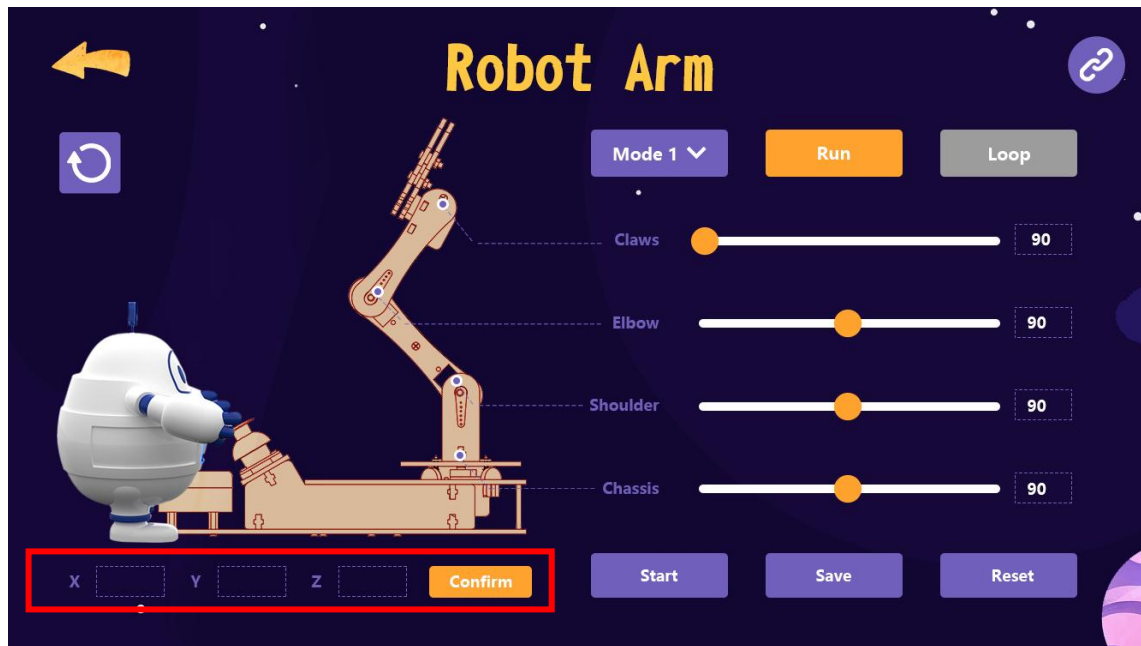 Robot Arm
Mode 1 Run Loop
Claws 90
Elbow 90
Shoulder 90
Chassis 90
X Y Z Confirm Start Save Reset